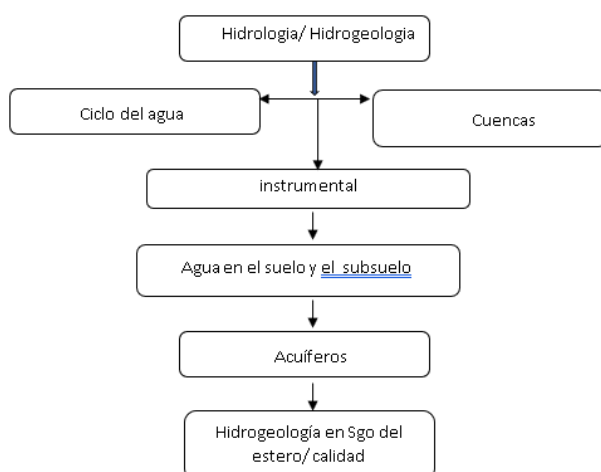 Hidrologia/ Hidrogeologia
Ciclo del agua
Cuencas
instrumental
Agua en el suelo y el subsuelo
Acuíferos
Hidrogeología en Sgo del
estero/ calidad